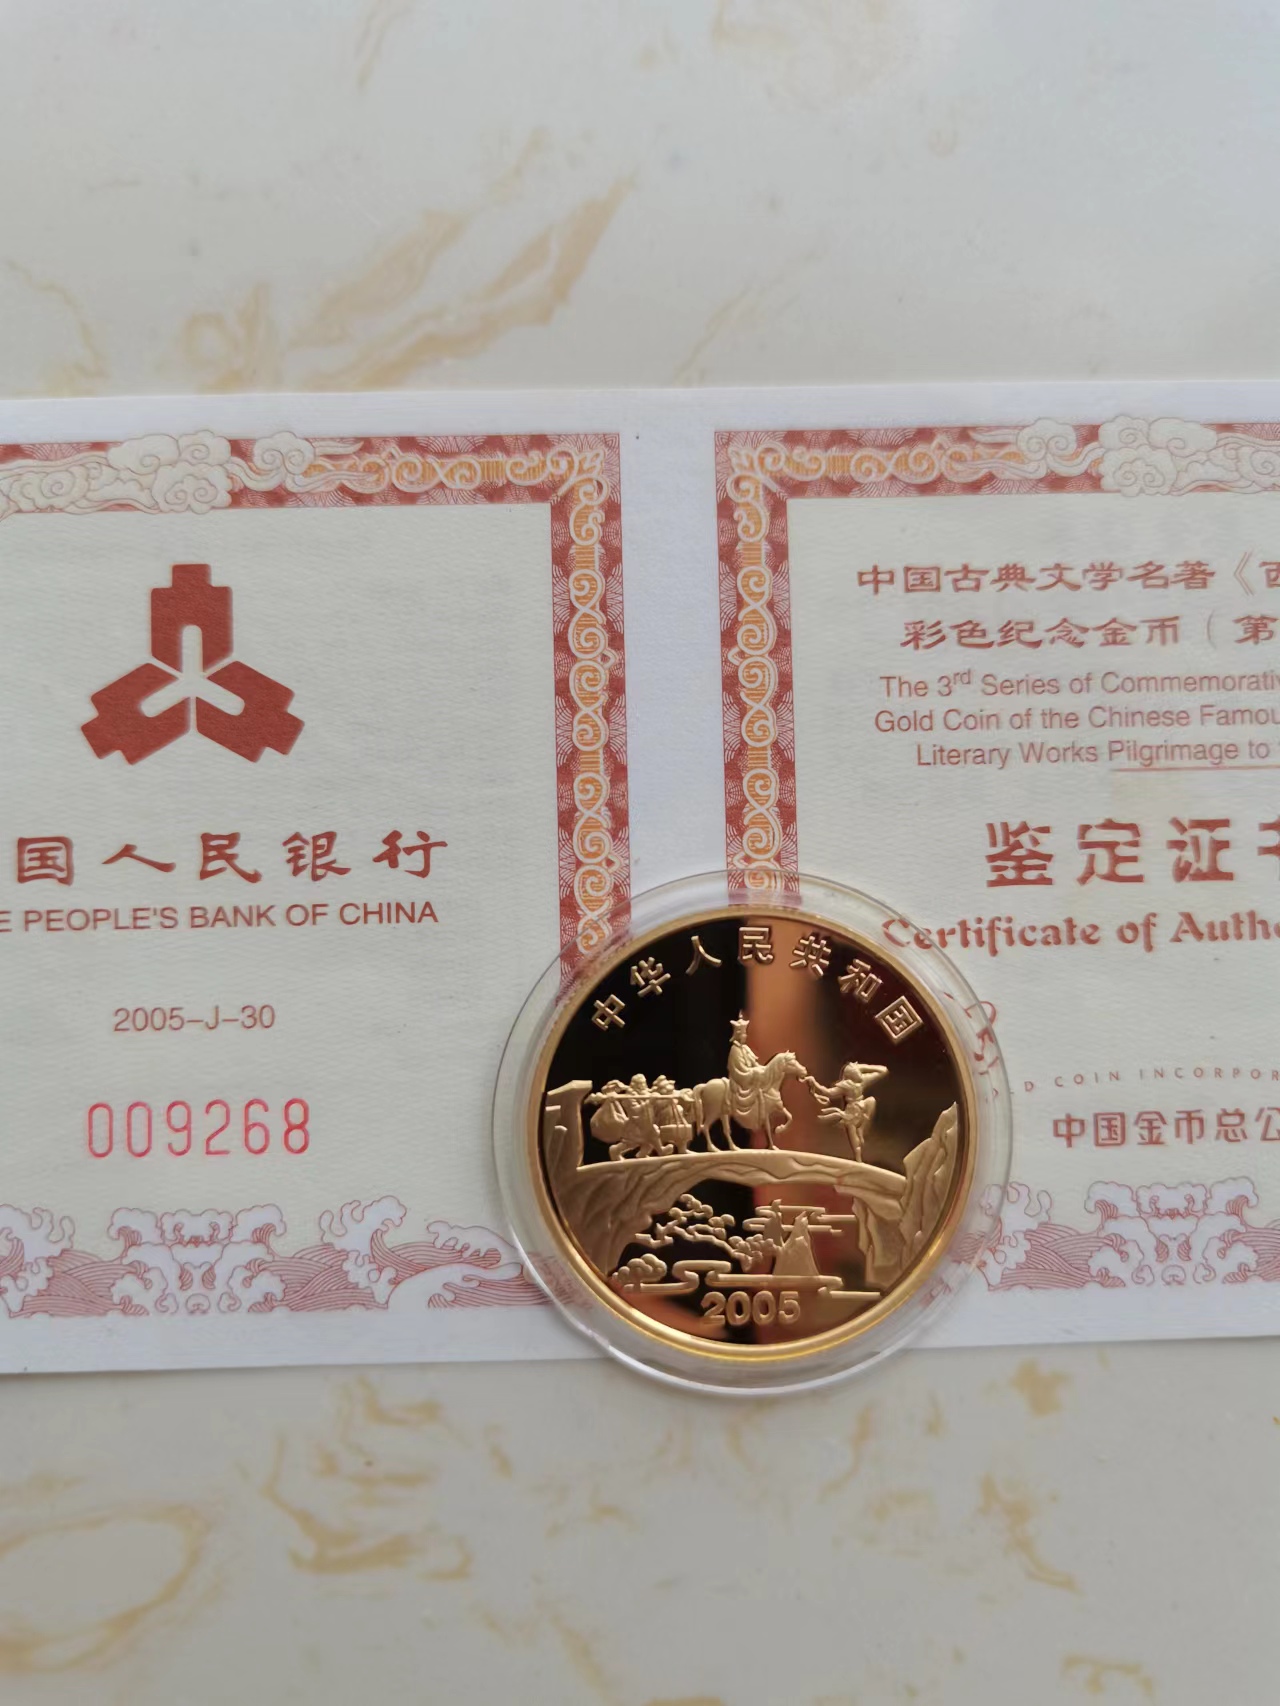 国人民银行
E PEOPLE'S BANK OF CHINA
2005-J-30
009268
中国古典文学名著《西
彩色纪念金币（第
The 3rd Series of Commemorativ
Gold Coin of the Chinese Famou
Literary Works Pilgrimage to
鉴定证书
Certificate of Authe
D COIN INCORPOR
中国金币总公
中华人民共和国
2005